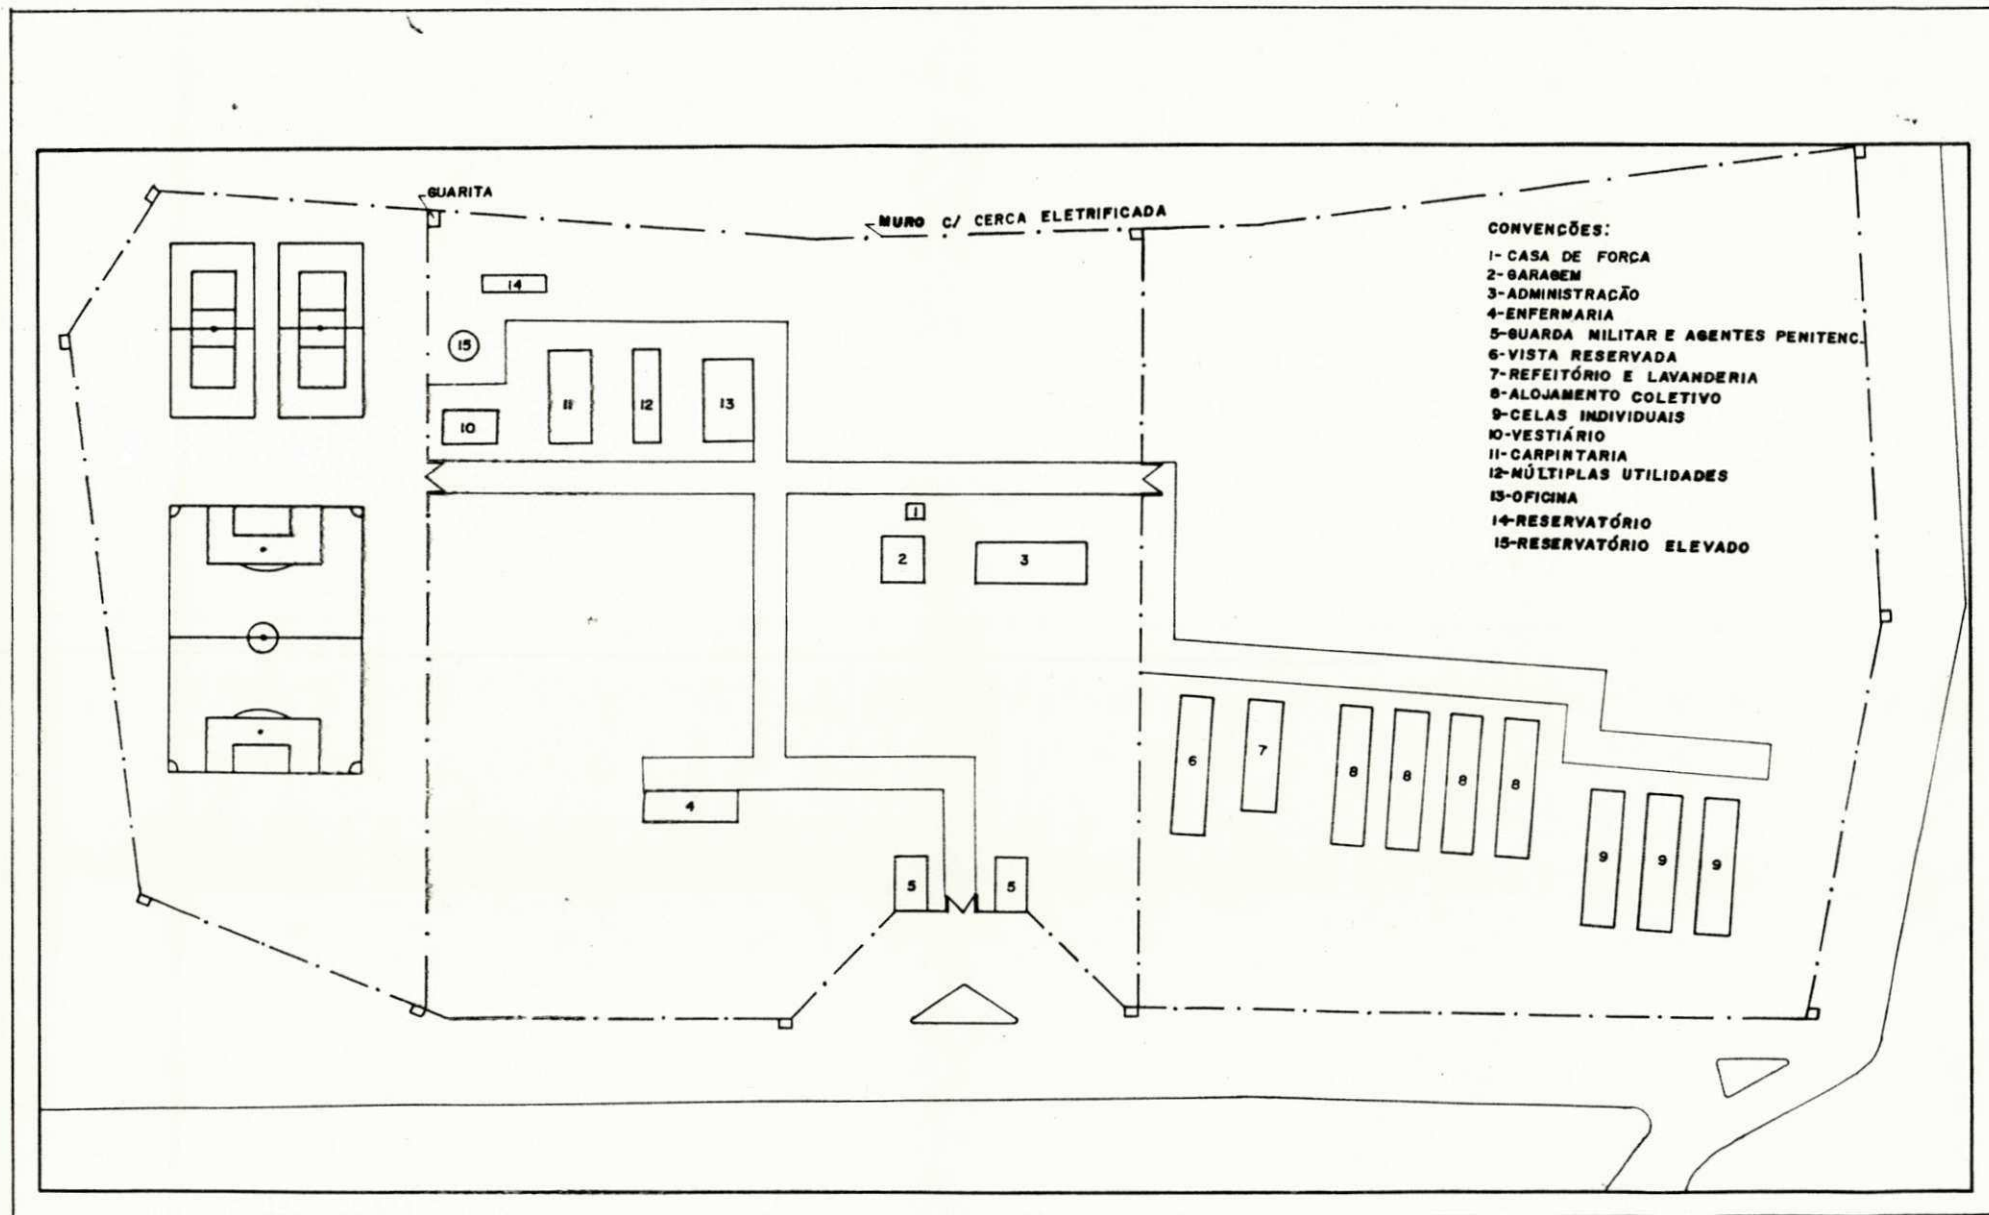 GUARITA
MURO C/ CERCA ELETRIFICADA
CONVENÇÕES:
1- CASA DE FORÇA
2- GARAGEM
3-ADMINISTRAÇÃO
4-ENFERMARIA
5-GUARDA MILITAR E AGENTES PENITENC.
6-VISTA RESERVADA
7-REFEITÓRIO E LAVANDERIA
8-ALOJAMENTO COLETIVO
9-CELAS INDIVIDUAIS
10-VESTIÁRIO
11-CARPINTARIA
12-MÚLTIPLAS UTILIDADES
13-OFICINA
14-RESERVATÓRIO
15-RESERVATÓRIO ELEVADO
14
15
11
12
13
10
1
2
3
6
7
8
8
8
8
4
9
9
9
5
5